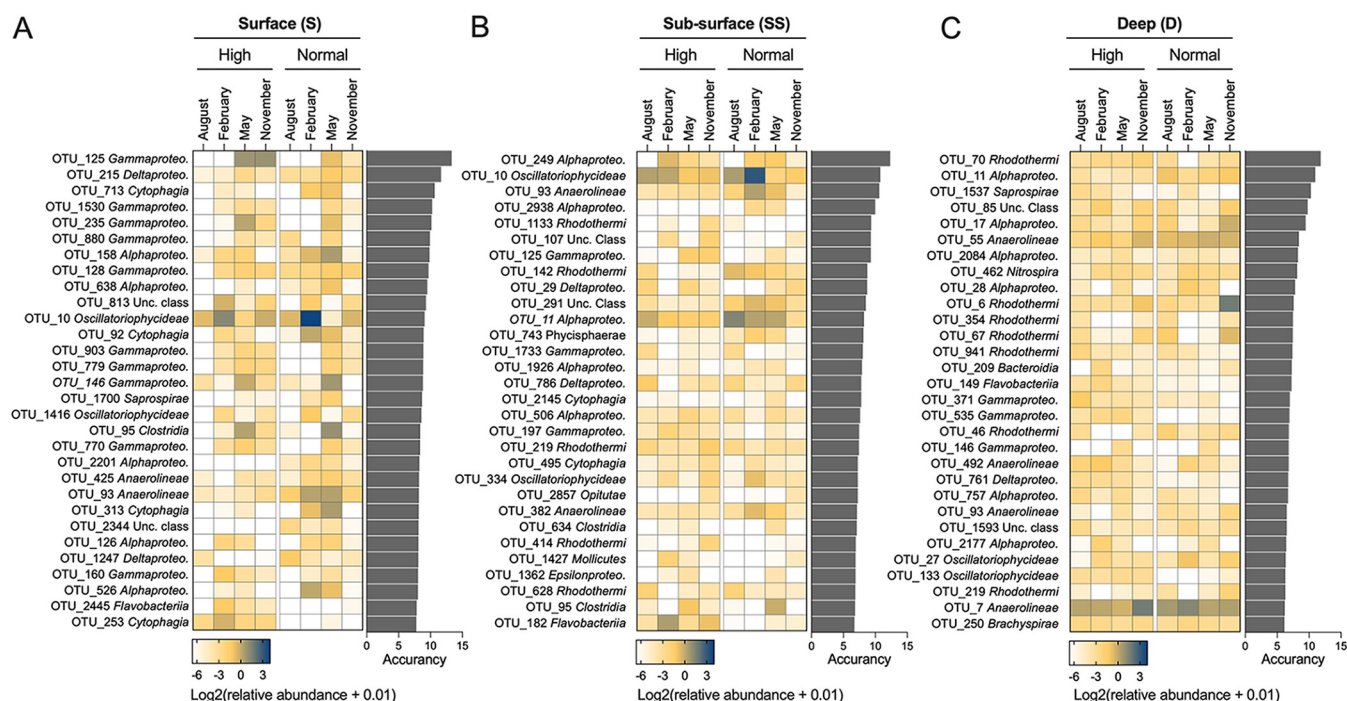 A
Surface (S)
High
Normal
August
February
May
November
August
February
May
November
OTU_125 Gammaproteo.
OTU_215 Deltaproteo.
OTU_713 Cytophagia
OTU_1530 Gammaproteo.
OTU_235 Gammaproteo.
OTU_880 Gammaproteo.
OTU_158 Alphaproteo.
OTU_128 Gammaproteo.
OTU_638 Alphaproteo.
OTU_813 Unc. class
OTU_10 Oscillatoriophycideae
OTU_92 Cytophagia
OTU_903 Gammaproteo.
OTU_779 Gammaproteo.
OTU_146 Gammaproteo.
OTU_1700 Saprospirae
OTU_1416 Oscillatoriophycideae
OTU_95 Clostridia
OTU_770 Gammaproteo.
OTU_2201 Alphaproteo.
OTU_425 Anaerolineae
OTU_93 Anaerolineae
OTU_313 Cytophagia
OTU_2344 Unc. class
OTU_126 Alphaproteo.
OTU_1247 Deltaproteo.
OTU_160 Gammaproteo.
OTU_526 Alphaproteo.
OTU_2445 Flavobacteriia
OTU_253 Cytophagia
0 5 10 15
Accurancy
-6 -3 0 3
Log2(relative abundance + 0.01)
B
Sub-surface (SS)
High
Normal
August
February
May
November
August
February
May
November
OTU_249 Alphaproteo.
OTU_10 Oscillatoriophycideae
OTU_93 Anaerolineae
OTU_2938 Alphaproteo.
OTU_1133 Rhodothermi
OTU_107 Unc. Class
OTU_125 Gammaproteo.
OTU_142 Rhodothermi
OTU_29 Deltaproteo.
OTU_291 Unc. Class
OTU_11 Alphaproteo.
OTU_743 Phycisphaerae
OTU_1733 Gammaproteo.
OTU_1926 Alphaproteo.
OTU_786 Deltaproteo.
OTU_2145 Cytophagia
OTU_506 Alphaproteo.
OTU_197 Gammaproteo.
OTU_219 Rhodothermi
OTU_495 Cytophagia
OTU_334 Oscillatoriophycideae
OTU_2857 Opitutae
OTU_382 Anaerolineae
OTU_634 Clostridia
OTU_414 Rhodothermi
OTU_1427 Mollicutes
OTU_1362 Epsilonproteo.
OTU_628 Rhodothermi
OTU_95 Clostridia
OTU_182 Flavobacteriia
0 5 10 15
Accurancy
-6 -3 0 3
Log2(relative abundance + 0.01)
C
Deep (D)
High
Normal
August
February
May
November
August
February
May
November
OTU_70 Rhodothermi
OTU_11 Alphaproteo.
OTU_1537 Saprospirae
OTU_85 Unc. Class
OTU_17 Alphaproteo.
OTU_55 Anaerolineae
OTU_2084 Alphaproteo.
OTU_462 Nitrospira
OTU_28 Alphaproteo.
OTU_6 Rhodothermi
OTU_354 Rhodothermi
OTU_67 Rhodothermi
OTU_941 Rhodothermi
OTU_209 Bacteroidia
OTU_149 Flavobacteriia
OTU_371 Gammaproteo.
OTU_535 Gammaproteo.
OTU_46 Rhodothermi
OTU_146 Gammaproteo.
OTU_492 Anaerolineae
OTU_761 Deltaproteo.
OTU_757 Alphaproteo.
OTU_93 Anaerolineae
OTU_1593 Unc. class
OTU_2177 Alphaproteo.
OTU_27 Oscillatoriophycideae
OTU_133 Oscillatoriophycideae
OTU_219 Rhodothermi
OTU_7 Anaerolineae
OTU_250 Brachyspirae
0 5 10 15
Accurancy
-6 -3 0 3
Log2(relative abundance + 0.01)